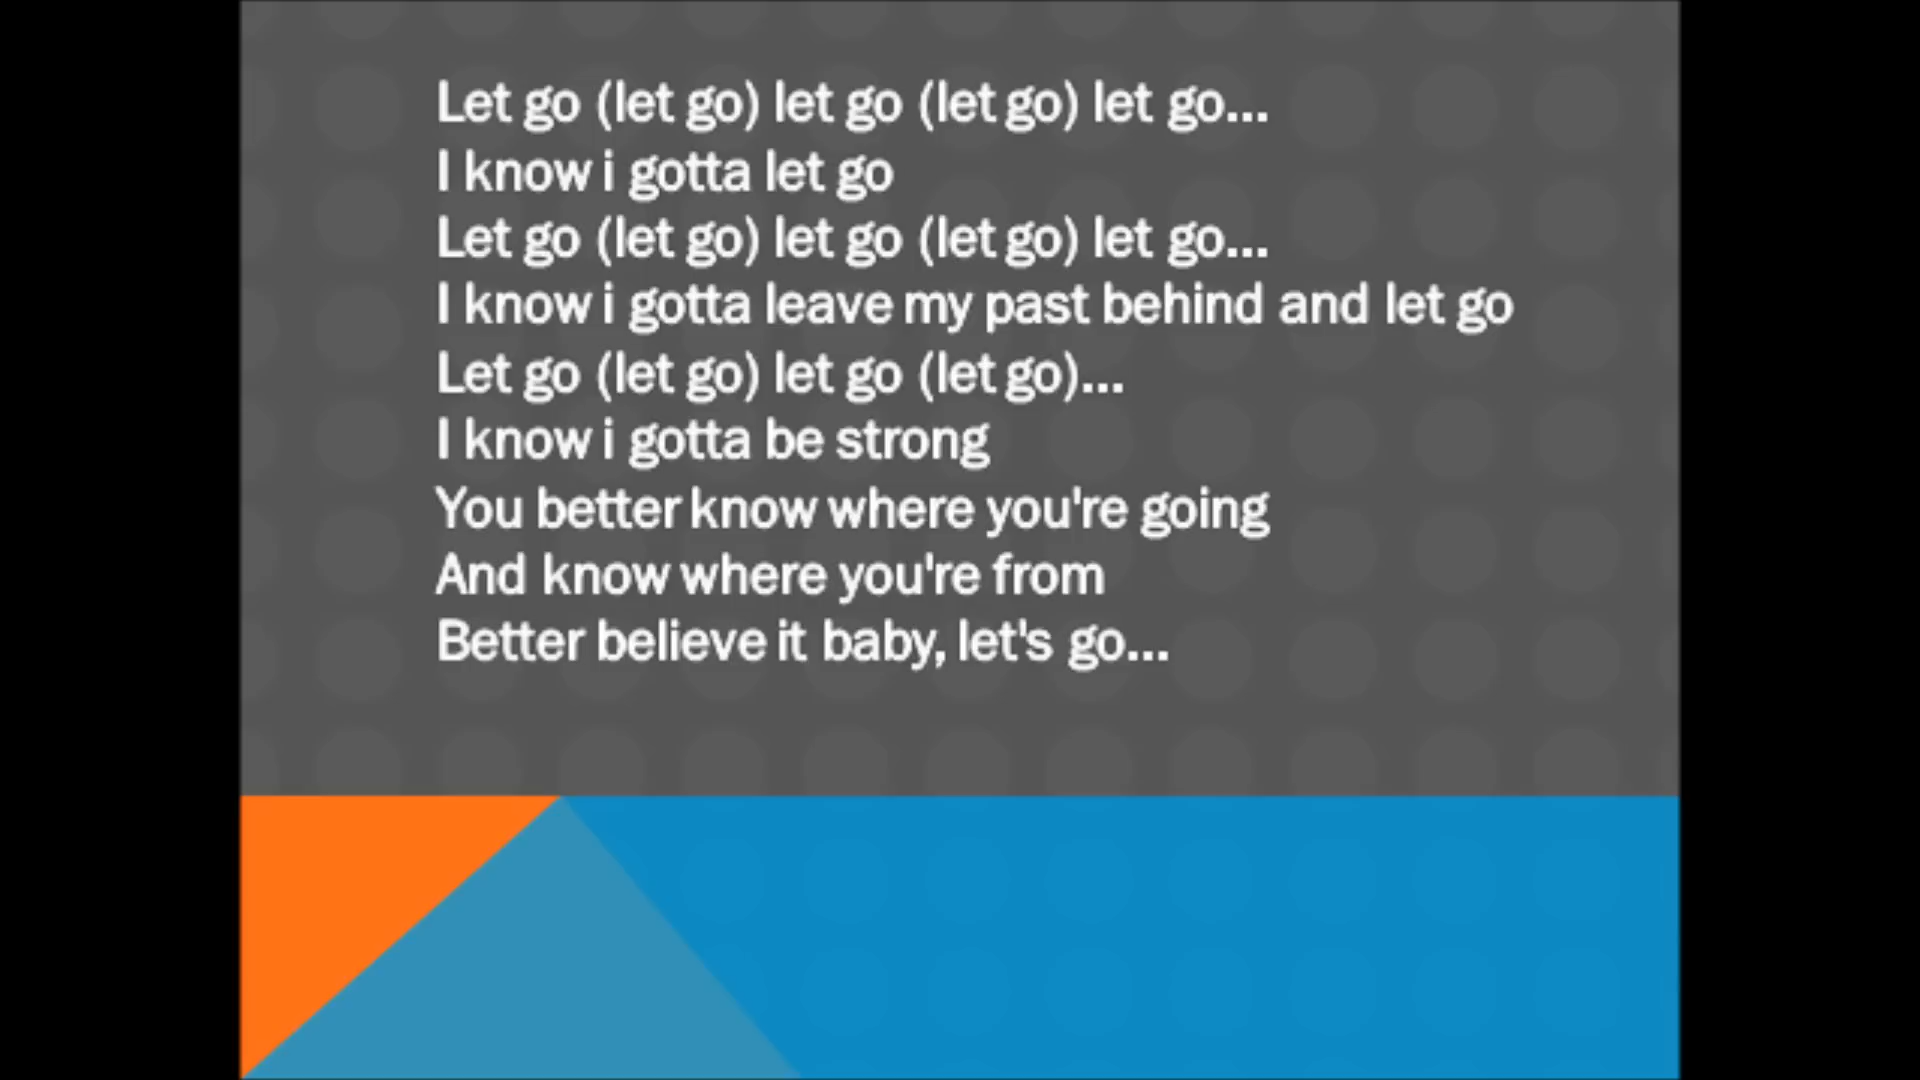 Let go (let go) let go (let go) let go...
I know i gotta let go
Let go (let go) let go (let go) let go...
I know i gotta leave my past behind and let go
Let go (let go) let go (let go)...
I know i gotta be strong
You better know where you're going
And know where you're from
Better believe it baby, let's go...